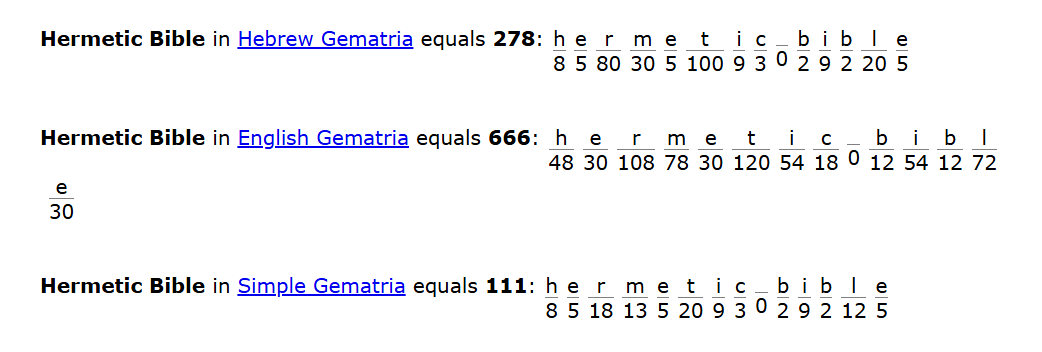 Hermetic Bible in Hebrew Gematria equals 278: h e r m e t i c _ b i b l e
8 5 80 30 5 100 9 3 0 2 9 2 20 5
Hermetic Bible in English Gematria equals 666: h e r m e t i c _ b i b l
48 30 108 78 30 120 54 18 0 12 54 12 72
e
30
Hermetic Bible in Simple Gematria equals 111: h e r m e t i c _ b i b l e
8 5 18 13 5 20 9 3 0 2 9 2 12 5